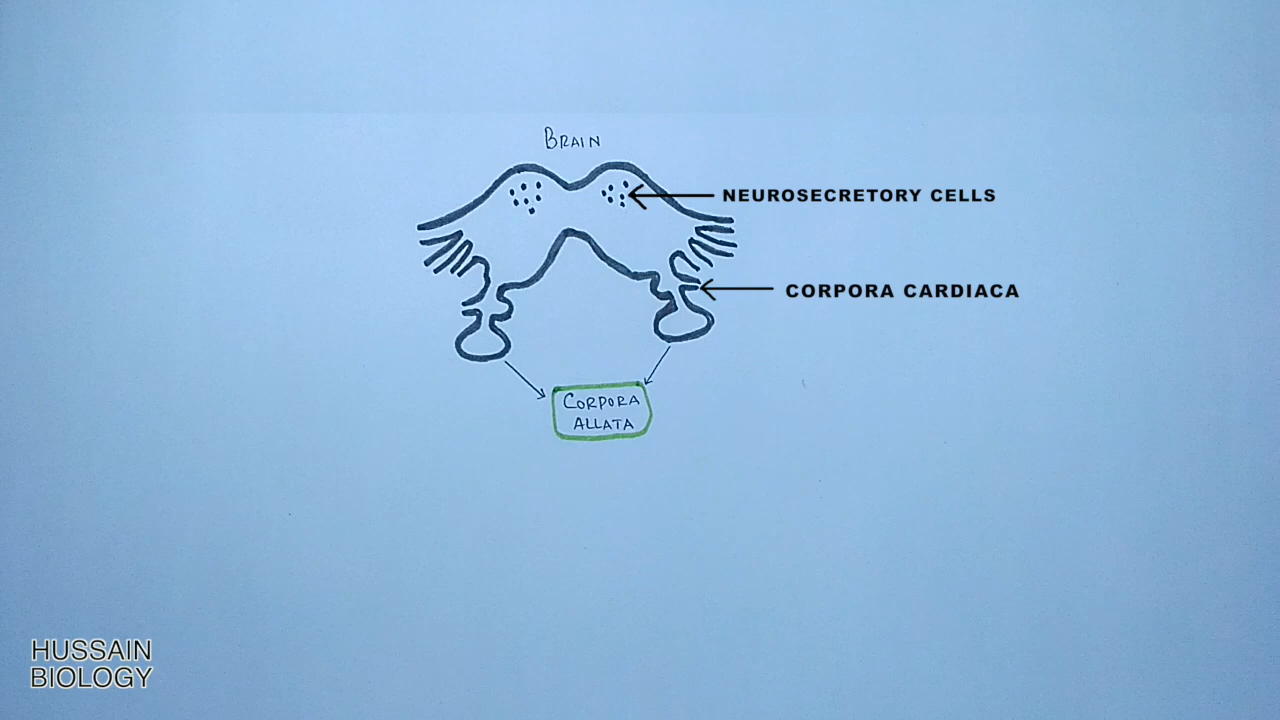 BRAIN
NEUROSECRETORY CELLS
CORPORA CARDIACA
CORPORA
ALLATA
HUSSAIN
BIOLOGY